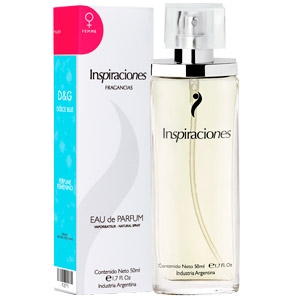 FEMME
Inspiraciones
FRAGANCIAS
D&G
DOLCE BLUE
PERFUME
FEMENINO
EAU de PARFUM
VAPORISATEUR - NATURAL SPRAY
Contenido Neto 50ml
e 1,7 Fl. Oz
Industria Argentina
Inspiraciones
Contenido Neto 50ml
e 1,7 Fl. Oz
Industria Argentina